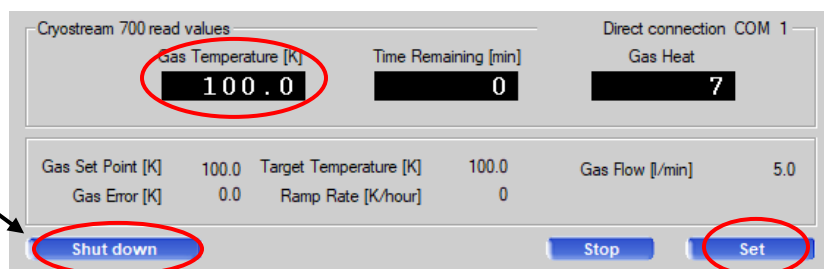 Cryostream 700 read values Direct connection COM 1
Gas Temperature [K] Time Remaining [min] Gas Heat
100.0 0 7
Gas Set Point [K] 100.0 Target Temperature [K] 100.0 Gas Flow [l/min] 5.0
Gas Error [K] 0.0 Ramp Rate [K/hour] 0
Shut down Stop Set